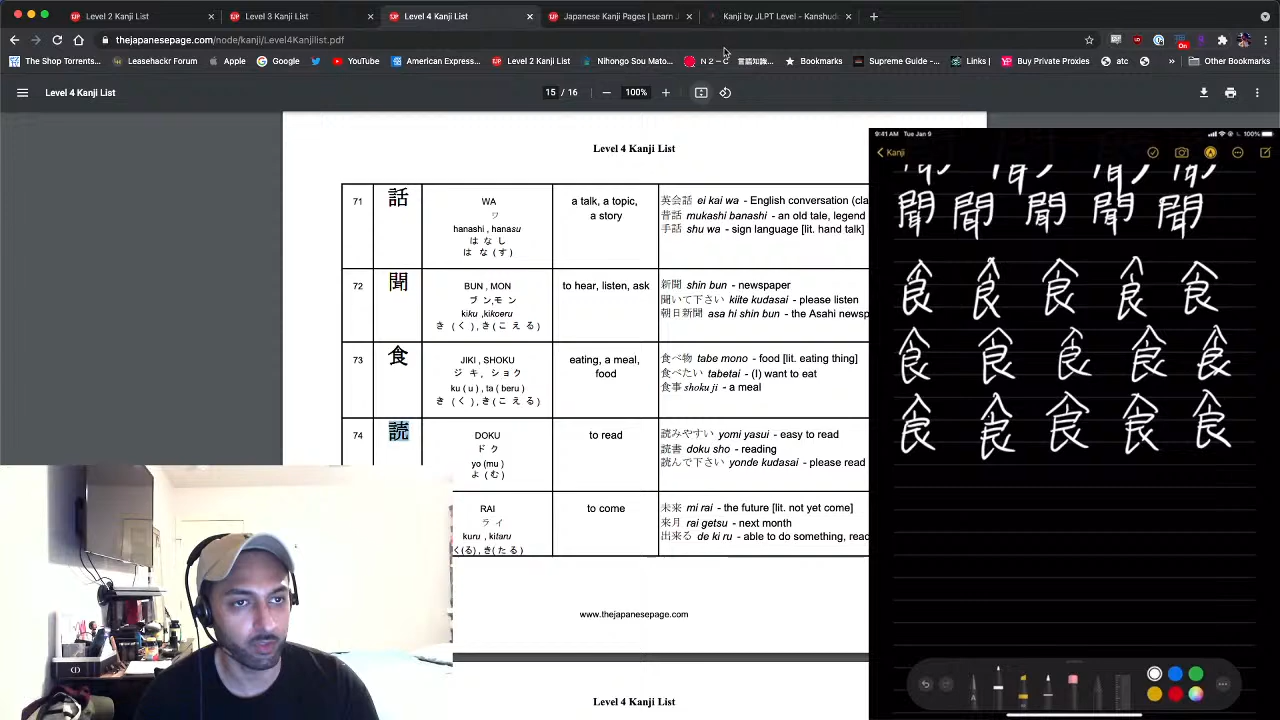 Level 2 Kanji List
Level 3 Kanji List
Level 4 Kanji List
Japanese Kanji Pages | Learn J
Kanji by JLPT Level - Kanshudo
thejapanesepage.com/node/kanji/Level4Kanjilist.pdf
The Shop Torrents...
Leasehackr Forum
Apple
Google
YouTube
American Express...
Level 2 Kanji List
Nihongo Sou Mato...
N 2 – 言語知識...
Bookmarks
Supreme Guide -...
Links |
Buy Private Proxies
atc
Other Bookmarks
Level 4 Kanji List
15 / 16
100%
Level 4 Kanji List
71 話 WA a talk, a topic, 英会話 ei kai wa - English conversation (cla
ワ a story 昔話 mukashi banashi - an old tale, legend
hanashi , hanasu 手話 shu wa - sign language [lit. hand talk]
は な し
は な ( す )
72 聞 BUN , MON to hear, listen, ask 新聞 shin bun - newspaper
ブ ン,モ ン 聞いて下さい kiite kudasai - please listen
kiku ,kikoeru 朝日新聞 asa hi shin bun - the Asahi newsp
き ( く ) , き ( こ え る )
73 食 JIKI , SHOKU eating, a meal, 食べ物 tabe mono - food [lit. eating thing]
ジ キ , シ ョ ク food 食べたい tabetai - (I) want to eat
ku ( u ) , ta ( beru ) 食事 shoku ji - a meal
き ( く ) , き ( こ え る )
74 読 DOKU to read 読みやすい yomi yasui - easy to read
ド ク 読書 doku sho - reading
yo (mu ) 読んで下さい yonde kudasai - please read
よ ( む )
RAI to come 未来 mi rai - the future [lit. not yet come]
ラ イ 来月 rai getsu - next month
kuru , kitaru 出来る de ki ru - able to do something, read
く(る) , き( た る )
www.thejapanesepage.com
Level 4 Kanji List
9:41 AM Tue Jan 9
100%
Kanji
聞 聞 聞 聞 聞
食 食 食 食 食
食 食 食 食 食
食 食 食 食 食